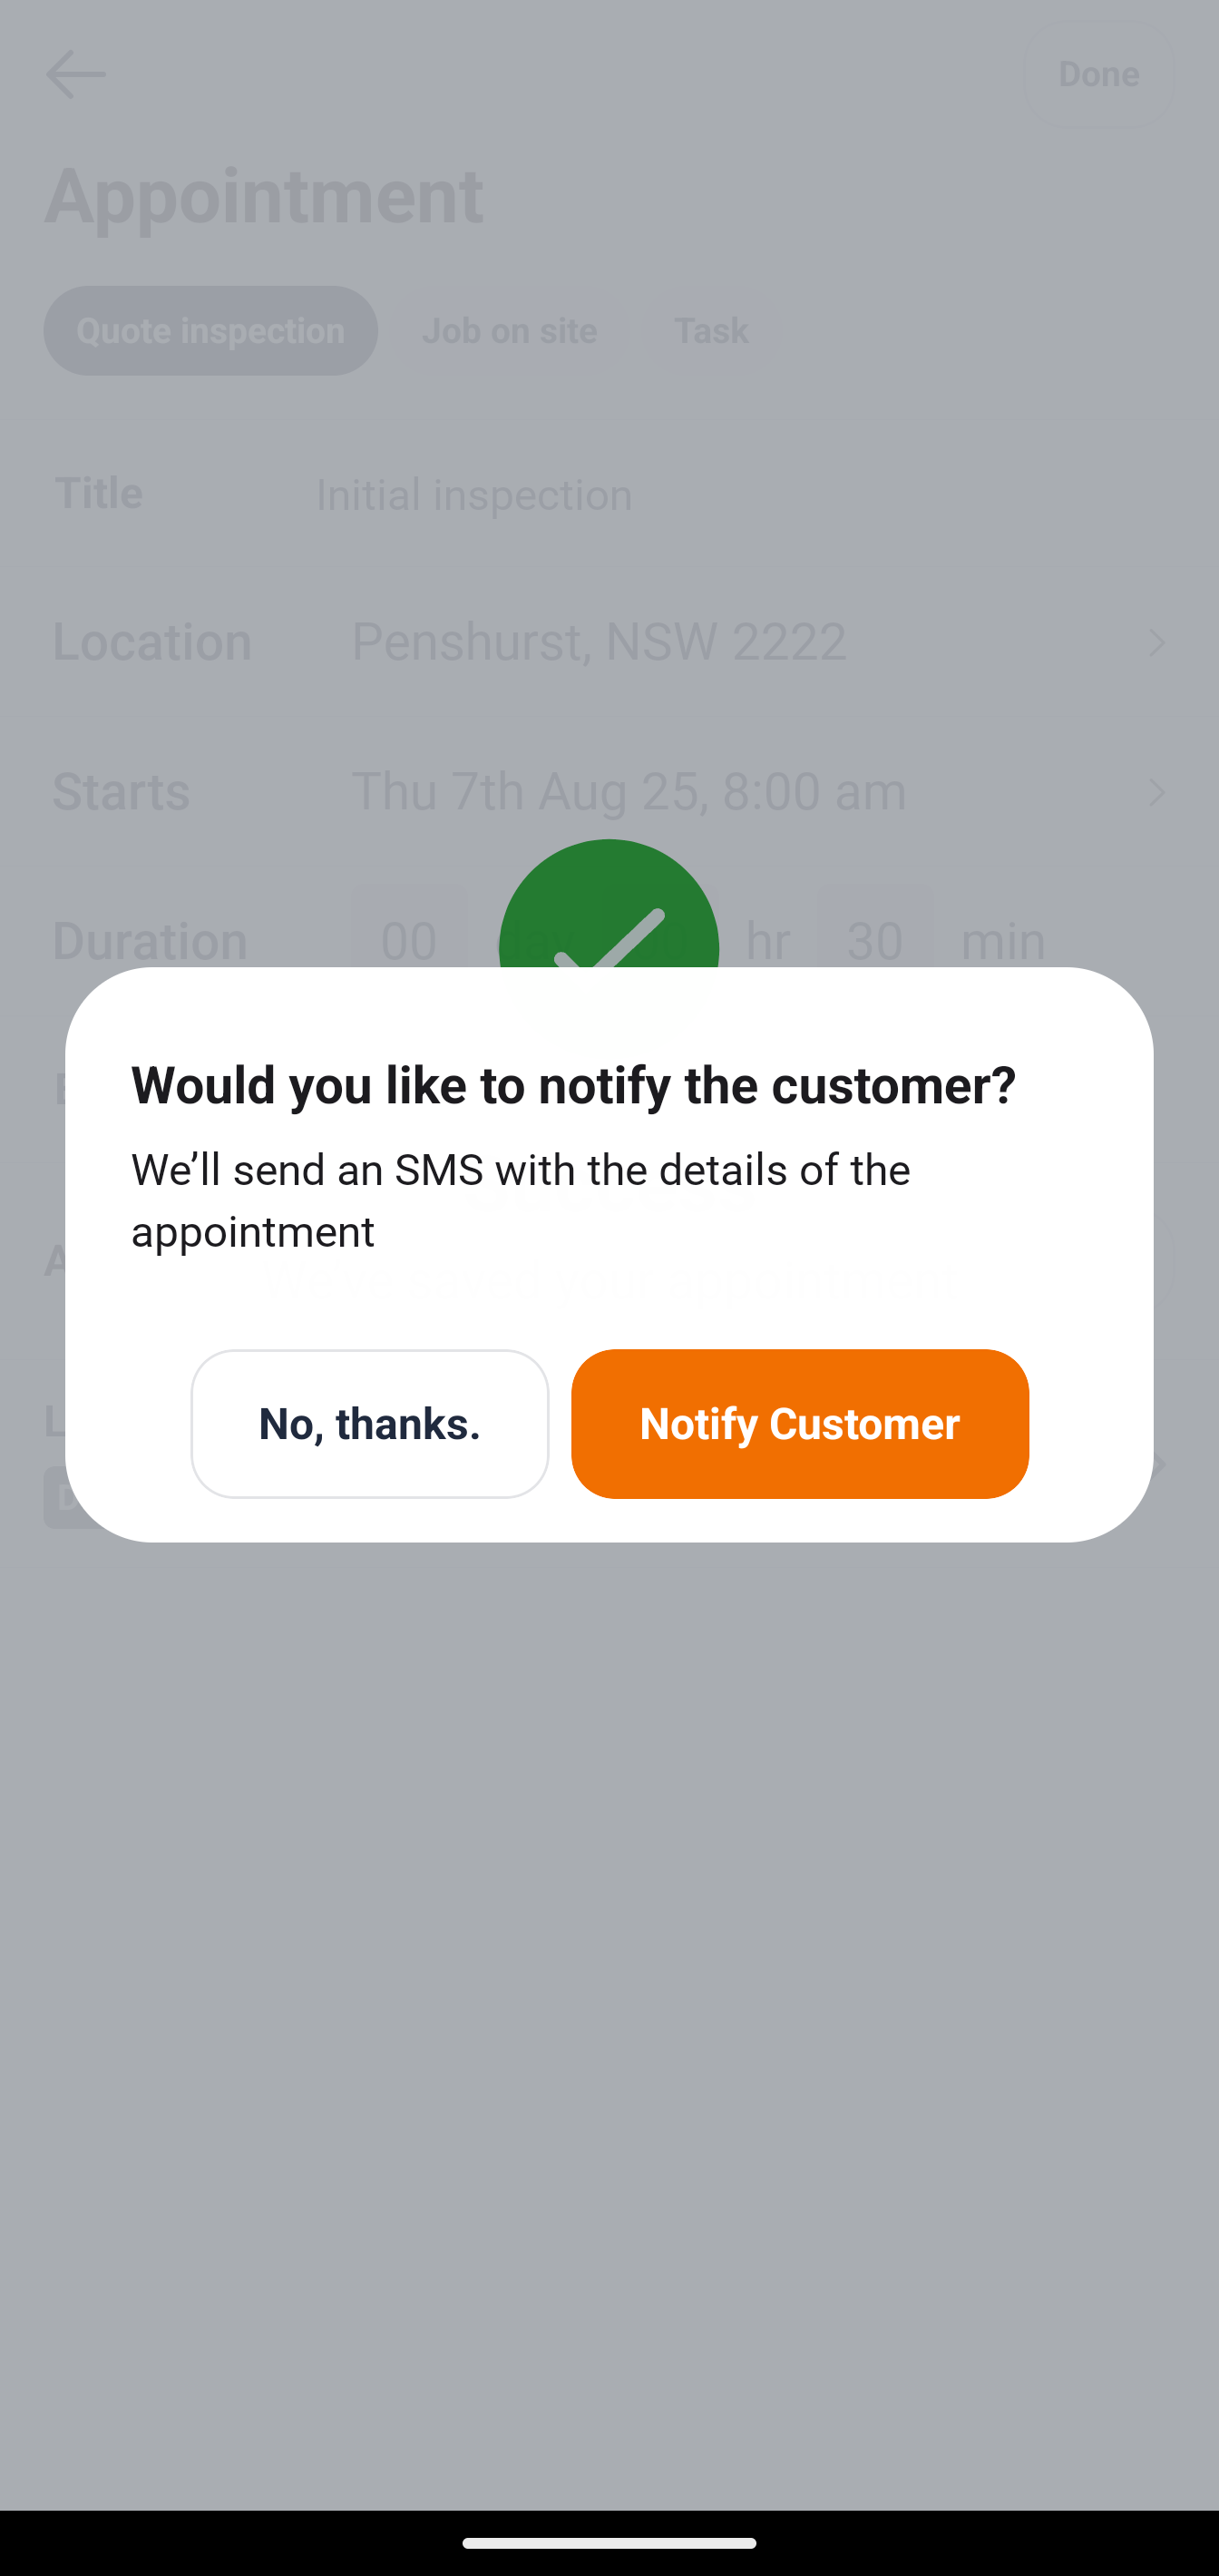 Done
Appointment
Quote inspection Job on site Task
Title Initial inspection
Location Penshurst, NSW 2222
Starts Thu 7th Aug 25, 8:00 am
Duration 00 day hr 30 min
Would you like to notify the customer?
We’ll send an SMS with the details of the
appointment
No, thanks. Notify Customer